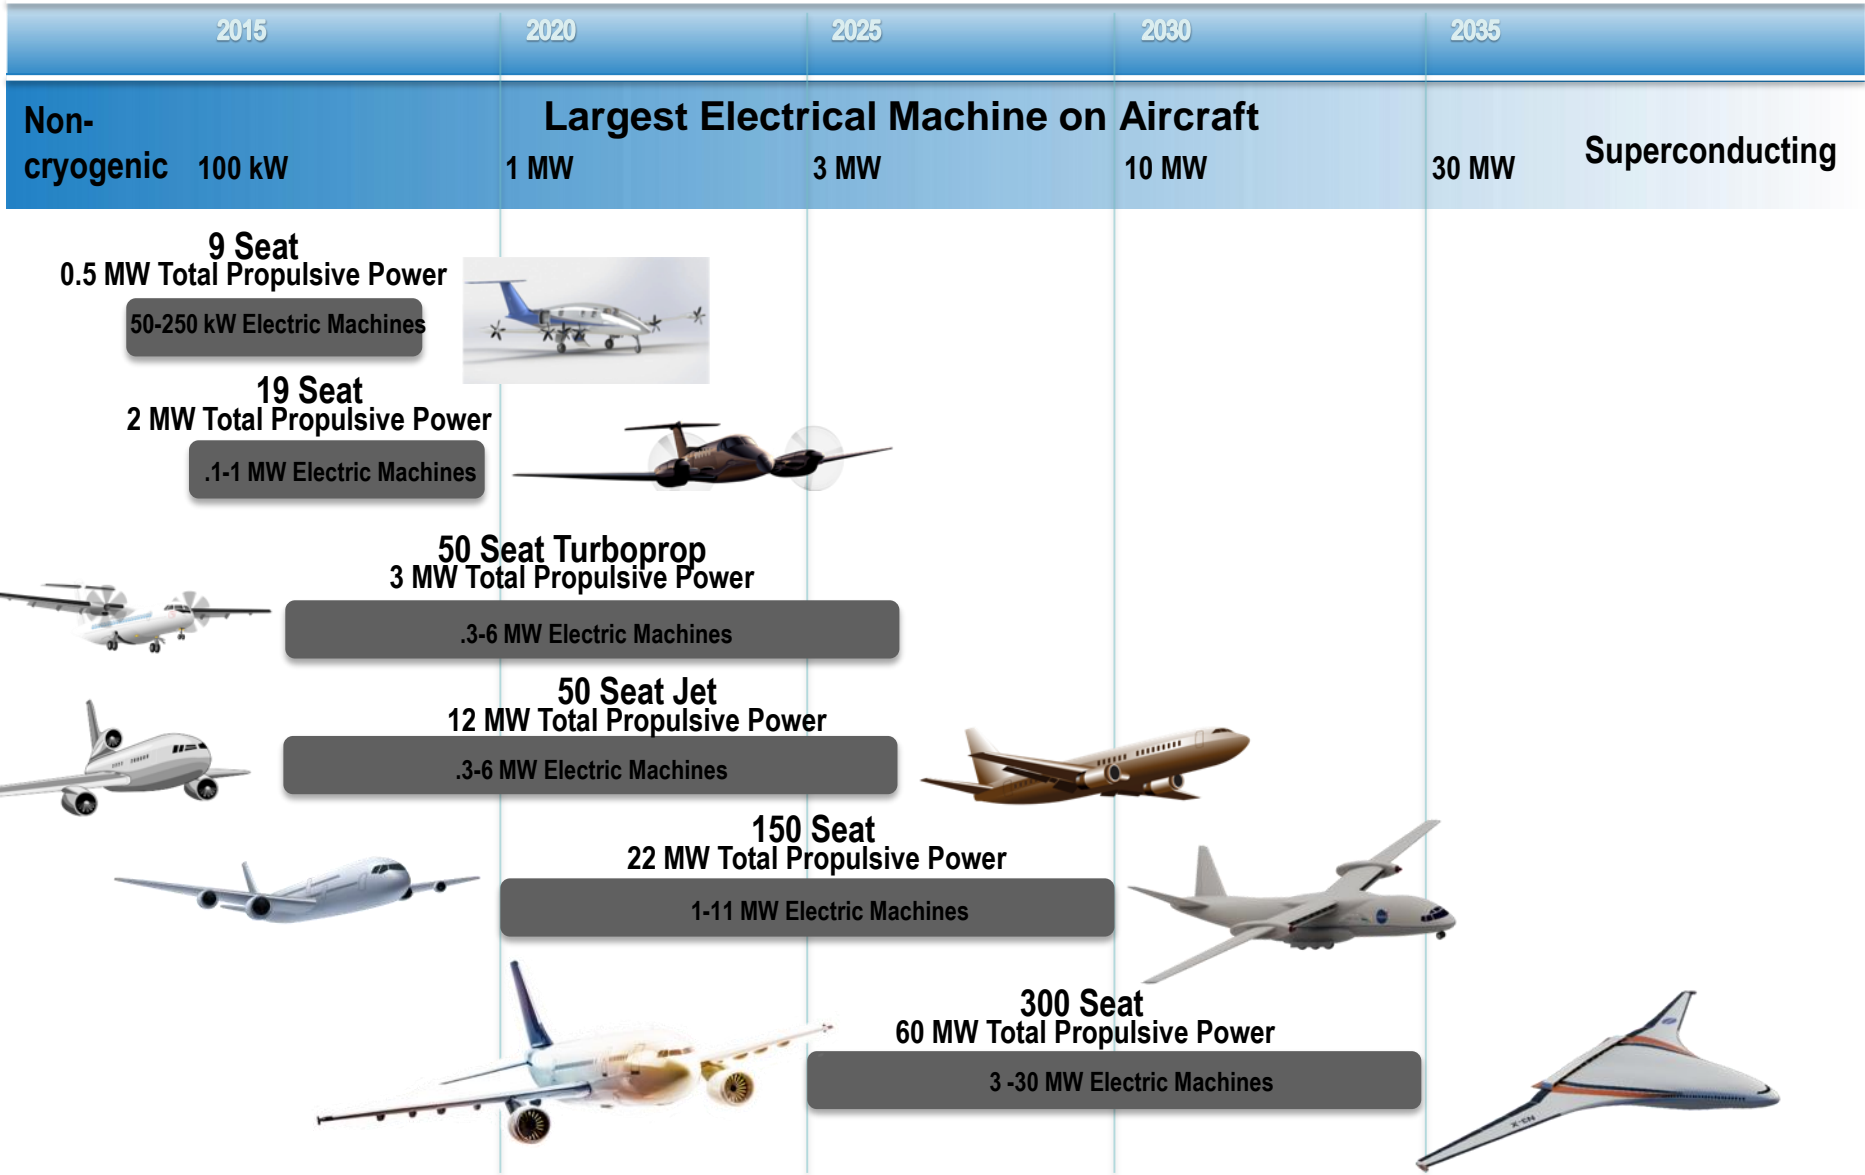 2015 2020 2025 2030 2035
Largest Electrical Machine on Aircraft
Non-
cryogenic 100 kW 1 MW 3 MW 10 MW 30 MW Superconducting
9 Seat
0.5 MW Total Propulsive Power
50-250 kW Electric Machines
19 Seat
2 MW Total Propulsive Power
.1-1 MW Electric Machines
50 Seat Turboprop
3 MW Total Propulsive Power
.3-6 MW Electric Machines
50 Seat Jet
12 MW Total Propulsive Power
.3-6 MW Electric Machines
150 Seat
22 MW Total Propulsive Power
1-11 MW Electric Machines
300 Seat
60 MW Total Propulsive Power
3 -30 MW Electric Machines
N3-X